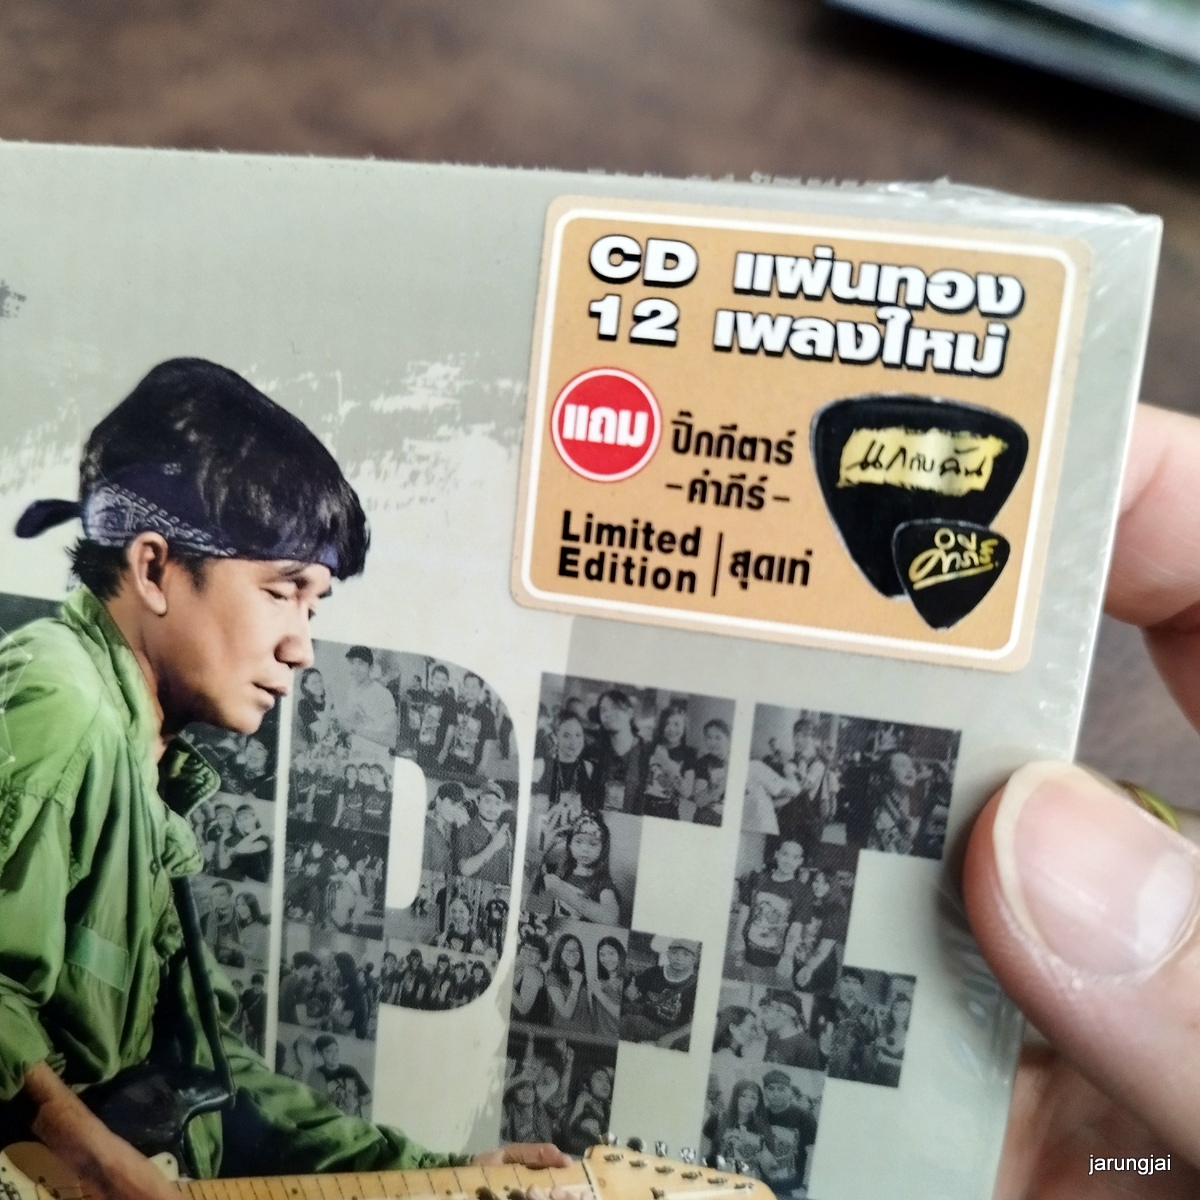 CD แผ่นทอง
12 เพลงใหม่
แถม
ปิ๊กกีตาร์
-คำภีร์-
Limited
Edition
สุดเท่
แกกับฉัน
คำภีร์
PEE
jarungjai